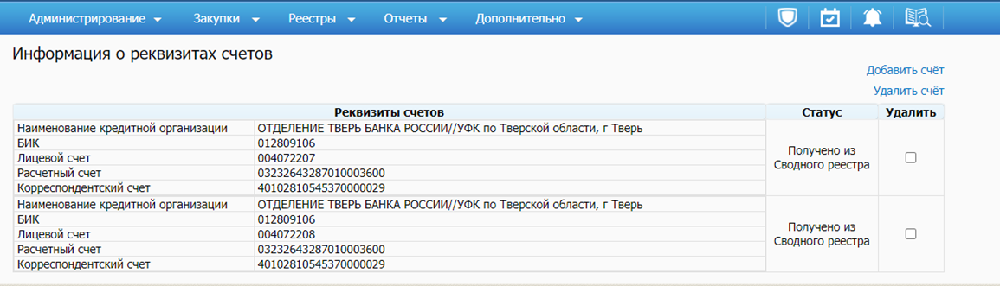 Администрирование Закупки Реестры Отчеты Дополнительно
Информация о реквизитах счетов
Добавить счёт
Удалить счёт
Реквизиты счетов Статус Удалить
Наименование кредитной организации ОТДЕЛЕНИЕ ТВЕРЬ БАНКА РОССИИ//УФК по Тверской области, г Тверь
БИК 012809106
Лицевой счет 004072207
Расчетный счет 03232643287010003600
Корреспондентский счет 40102810545370000029
Получено из
Сводного реестра
Наименование кредитной организации ОТДЕЛЕНИЕ ТВЕРЬ БАНКА РОССИИ//УФК по Тверской области, г Тверь
БИК 012809106
Лицевой счет 004072208
Расчетный счет 03232643287010003600
Корреспондентский счет 40102810545370000029
Получено из
Сводного реестра